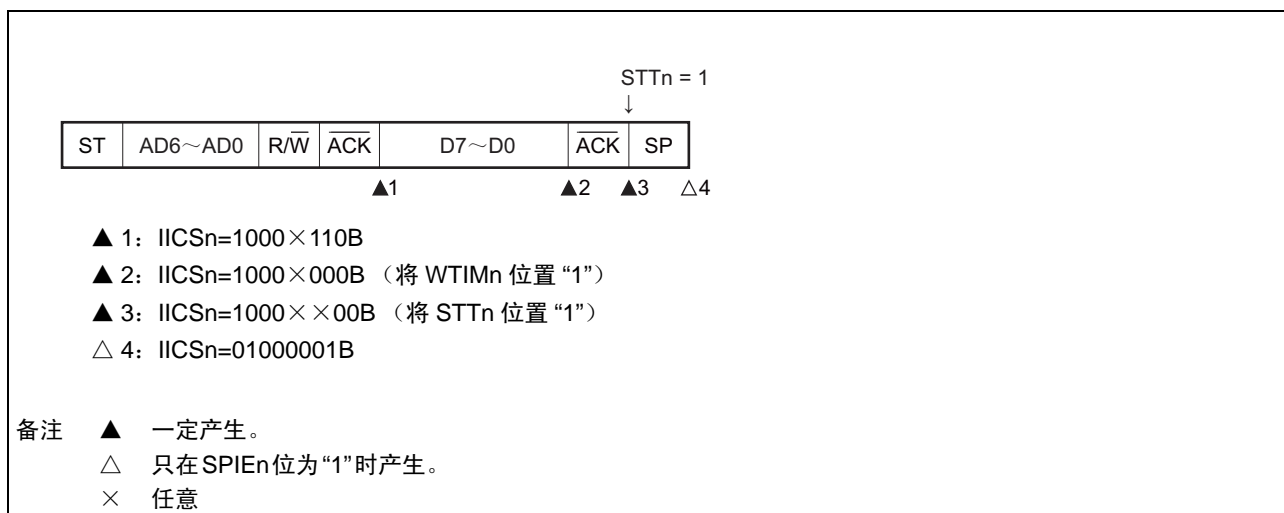 STTn = 1
↓
ST AD6～AD0 R/W̅ A̅C̅K̅ D7～D0 A̅C̅K̅ SP
▲1 ▲2 ▲3 △4
▲ 1：IICSn=1000×110B
▲ 2：IICSn=1000×000B （将 WTIMn 位置 “1”）
▲ 3：IICSn=1000××00B （将 STTn 位置 “1”）
△ 4：IICSn=01000001B
备注 ▲ 一定产生。
△ 只在SPIEn位为“1”时产生。
× 任意